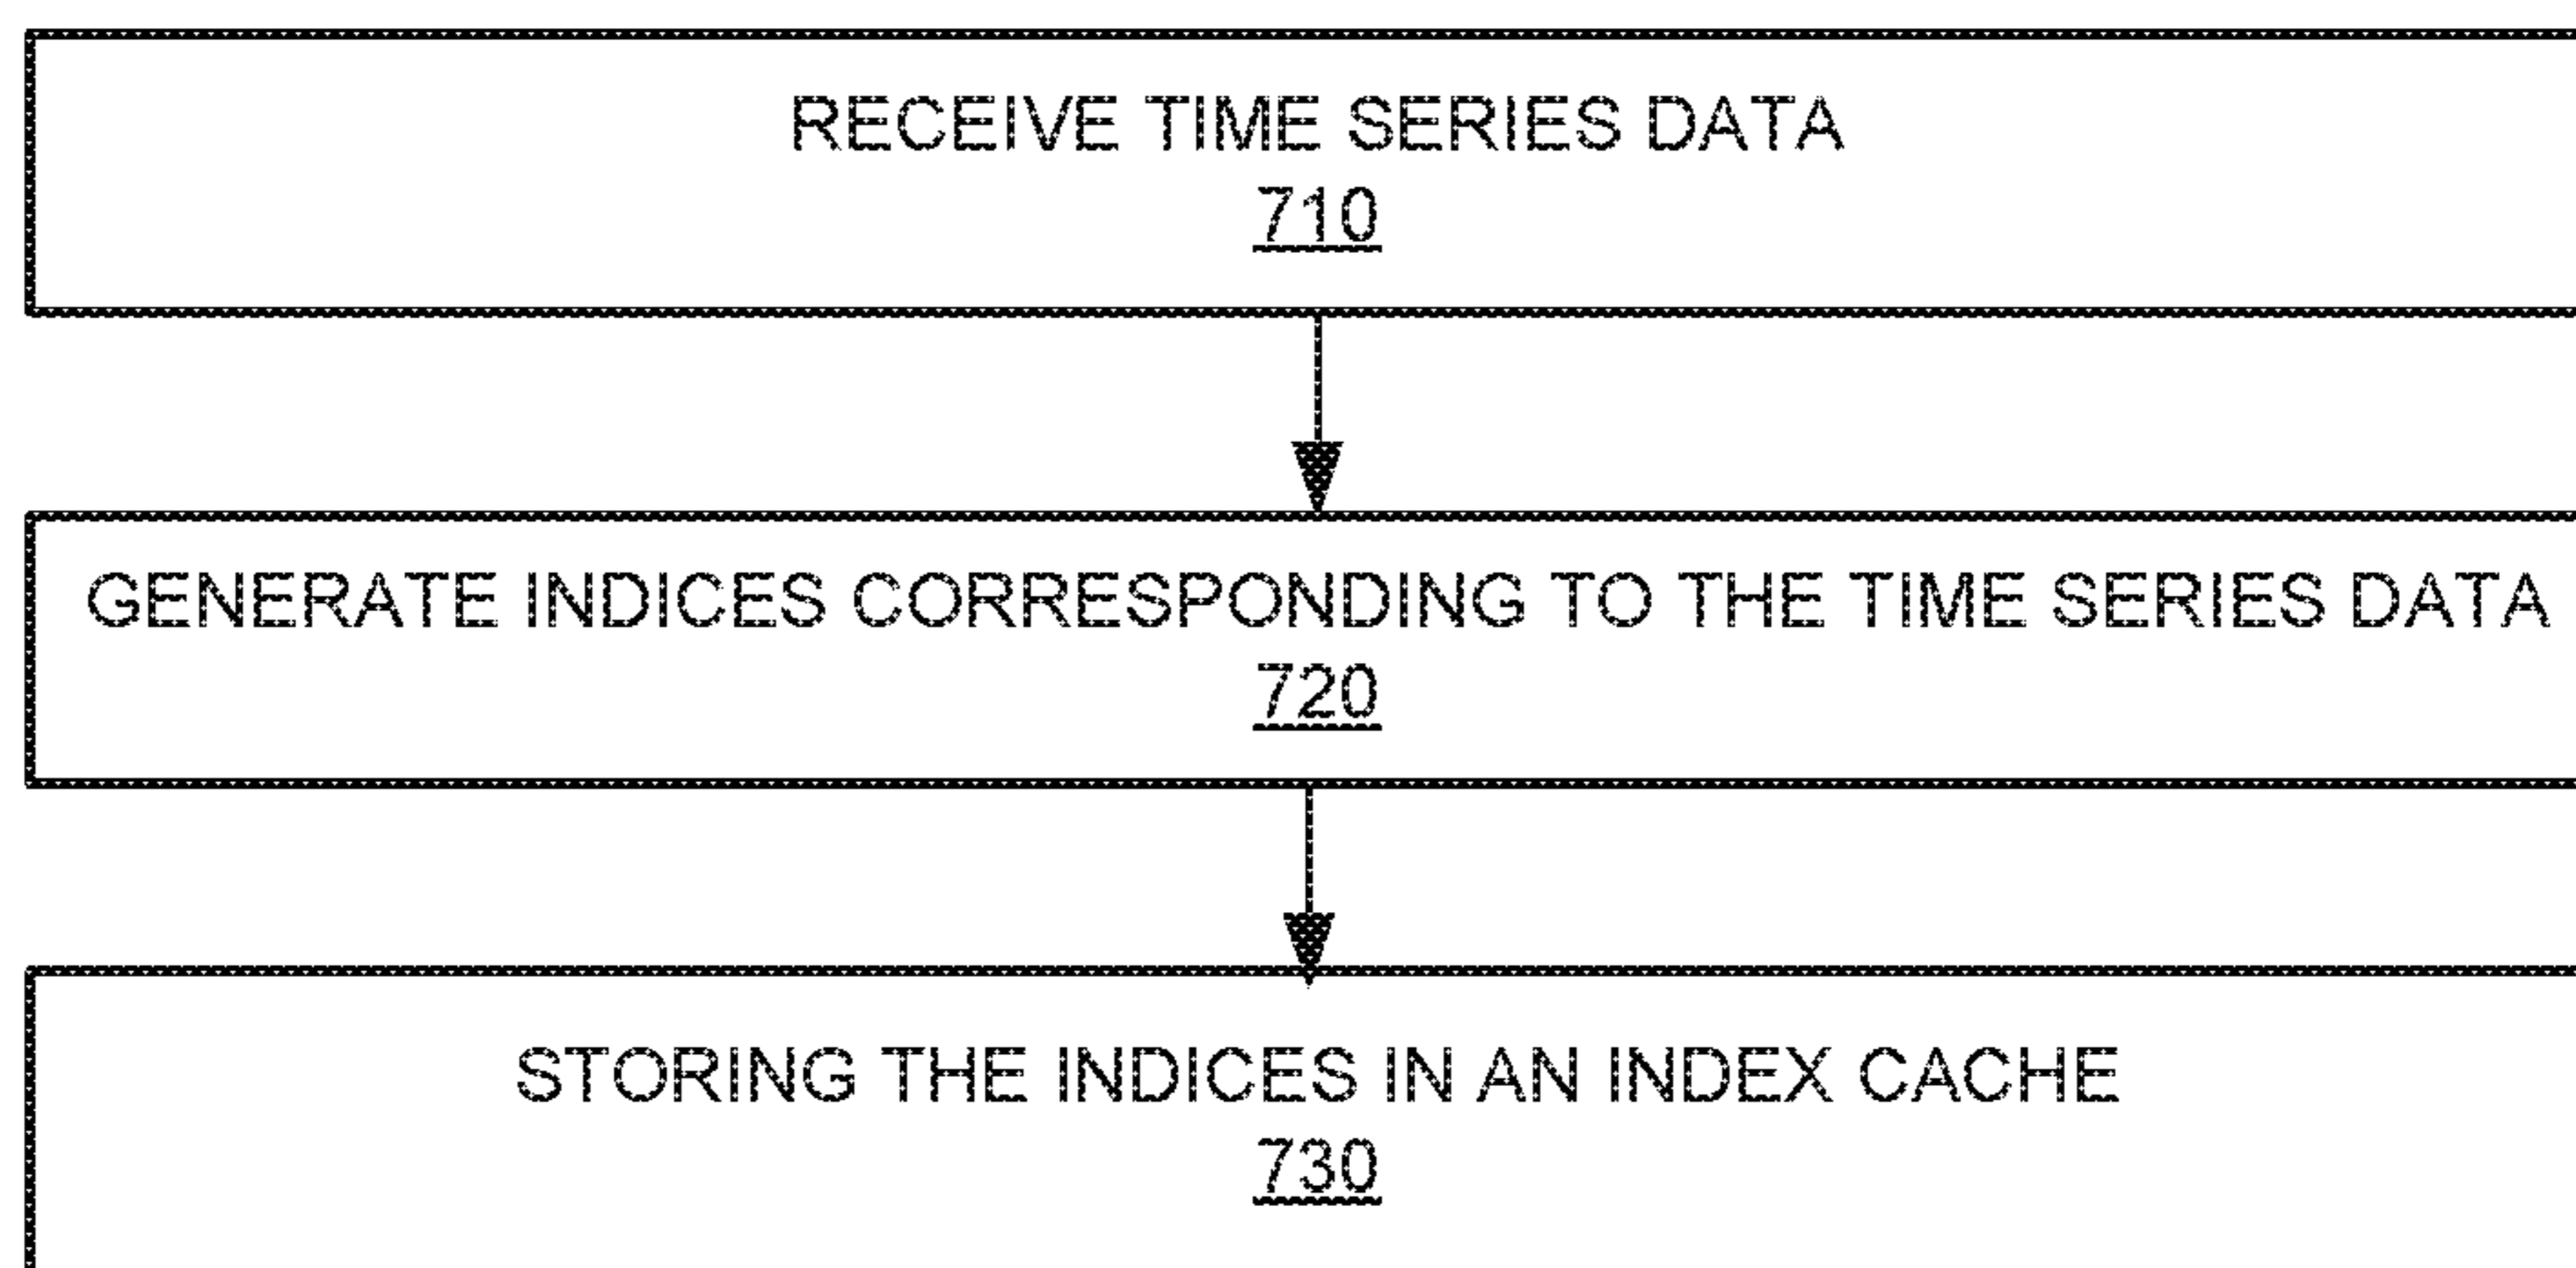 RECEIVE TIME SERIES DATA
710
GENERATE INDICES CORRESPONDING TO THE TIME SERIES DATA
720
STORING THE INDICES IN AN INDEX CACHE
730